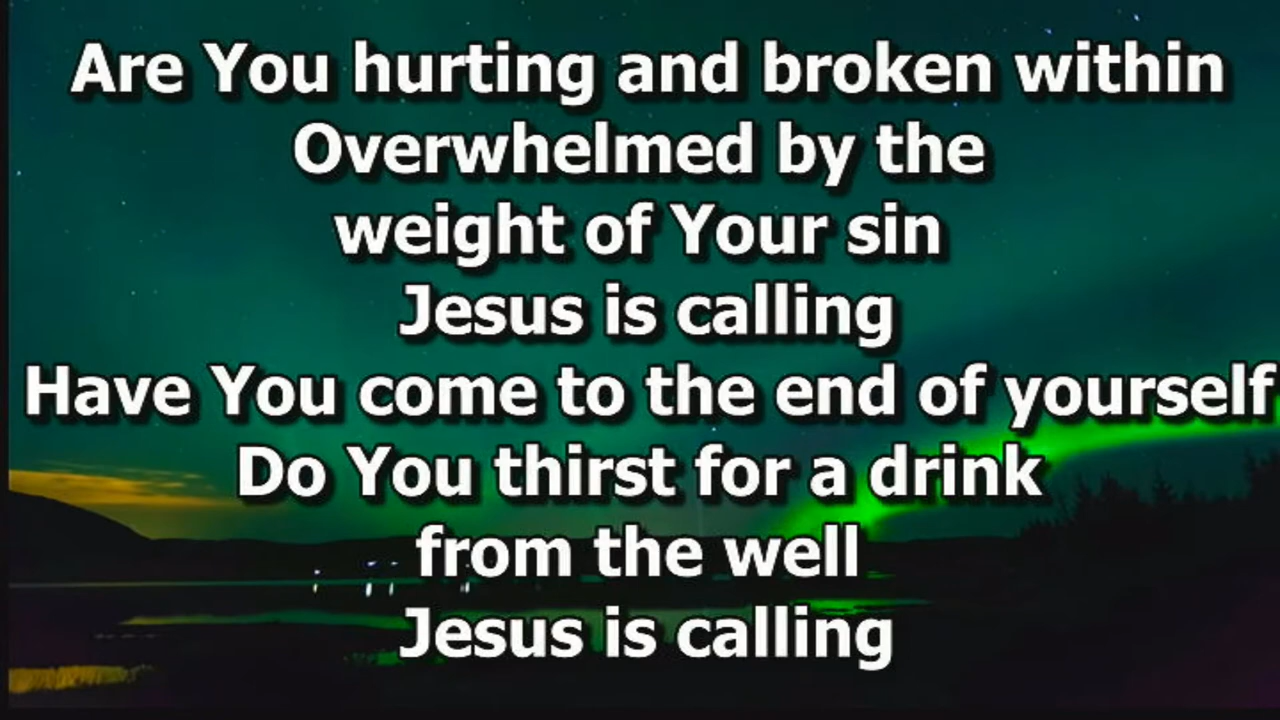 Are You hurting and broken within
Overwhelmed by the
weight of Your sin
Jesus is calling
Have You come to the end of yourself
Do You thirst for a drink
from the well
Jesus is calling